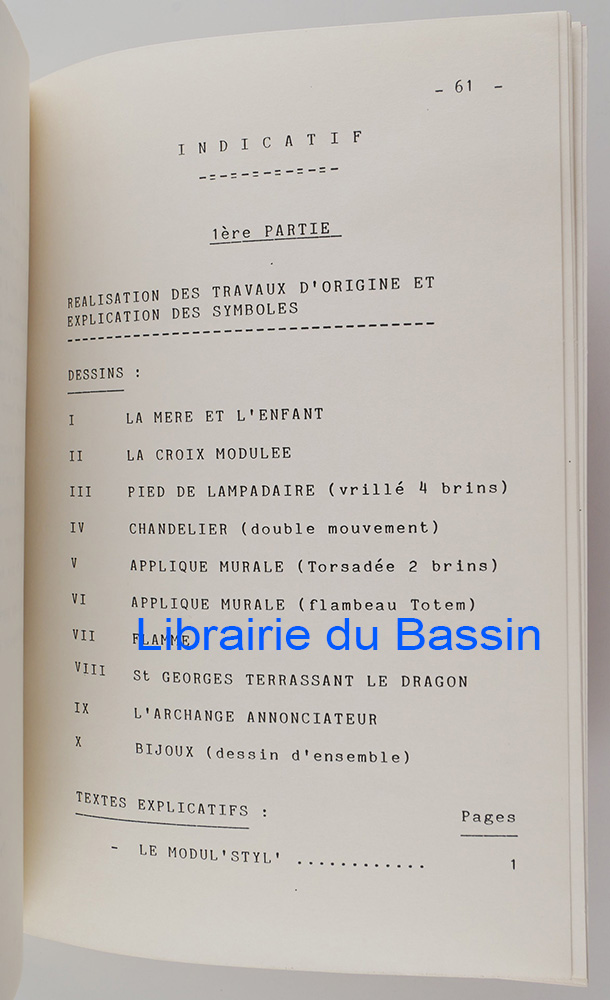 - 61 -
I N D I C A T I F
-=-=-=-=-=-=-
1ère PARTIE
REALISATION DES TRAVAUX D'ORIGINE ET
EXPLICATION DES SYMBOLES
DESSINS :
I LA MERE ET L'ENFANT
II LA CROIX MODULEE
III PIED DE LAMPADAIRE (vrillé 4 brins)
IV CHANDELIER (double mouvement)
V APPLIQUE MURALE (Torsadée 2 brins)
VI APPLIQUE MURALE (flambeau Totem)
VII FLAMME
Librairie du Bassin
VIII St GEORGES TERRASSANT LE DRAGON
IX L'ARCHANGE ANNONCIATEUR
X BIJOUX (dessin d'ensemble)
TEXTES EXPLICATIFS : Pages
- LE MODUL'STYL' ............ 1